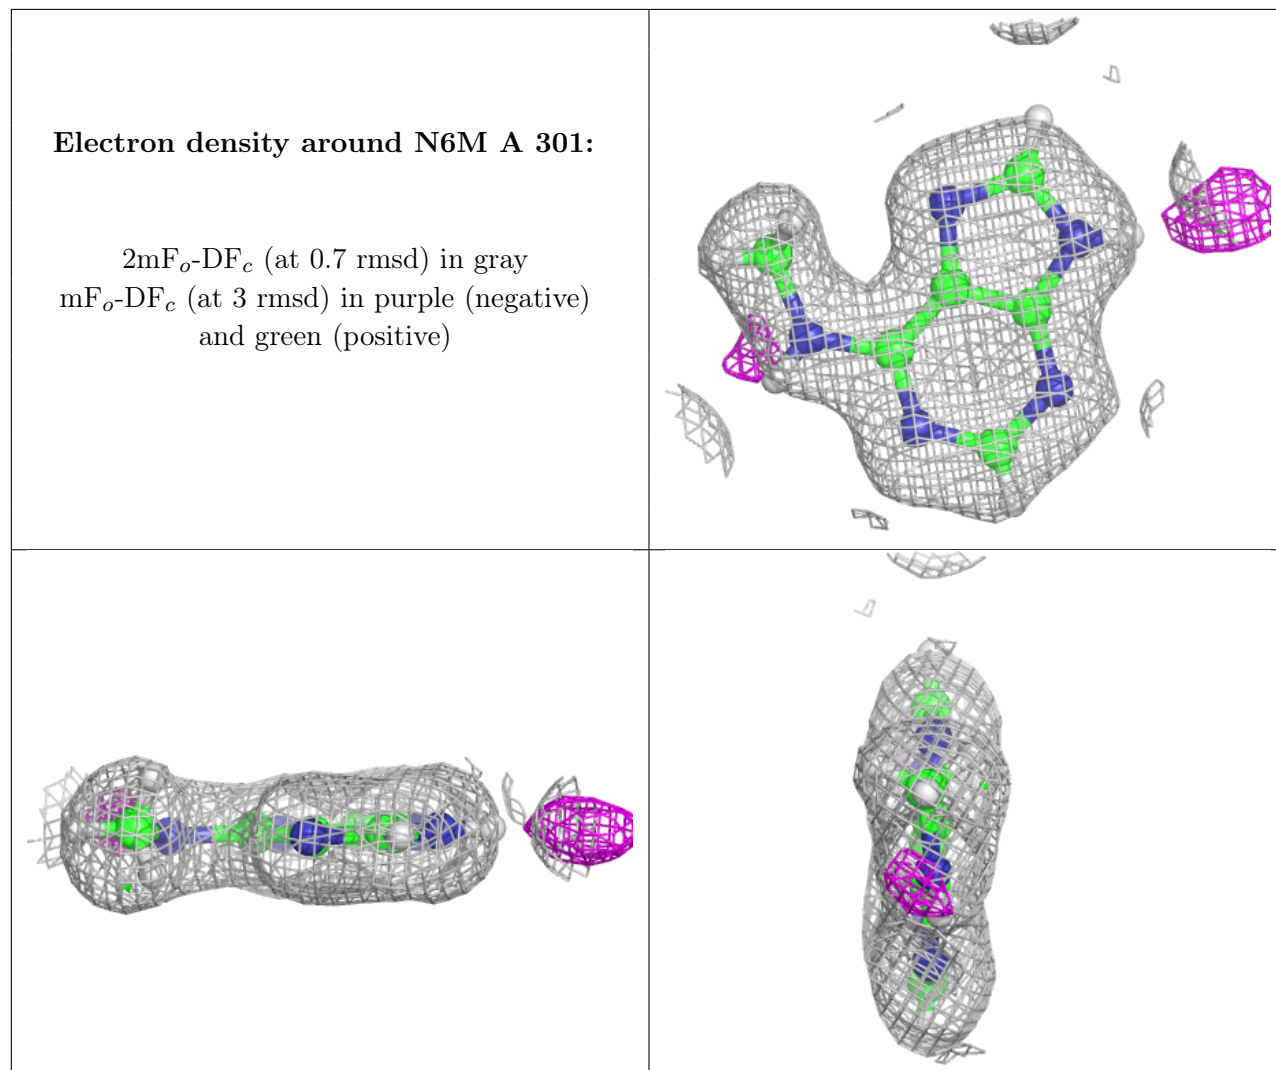 Electron density around N6M A 301:
2mFₒ-DF𝒸 (at 0.7 rmsd) in gray
mFₒ-DF𝒸 (at 3 rmsd) in purple (negative)
and green (positive)